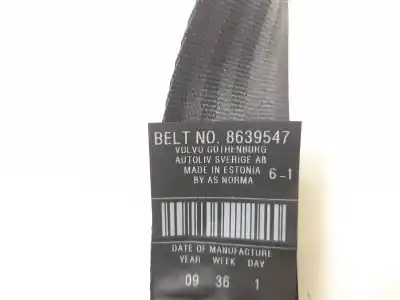 BELT NO. 8639547
VOLVO GOTHENBURG
AUTOLIV SVERIGE AB
MADE IN ESTONIA 6-1
BY AS NORMA
DATE OF MANUFACTURE
YEAR WEEK DAY
09 36 1